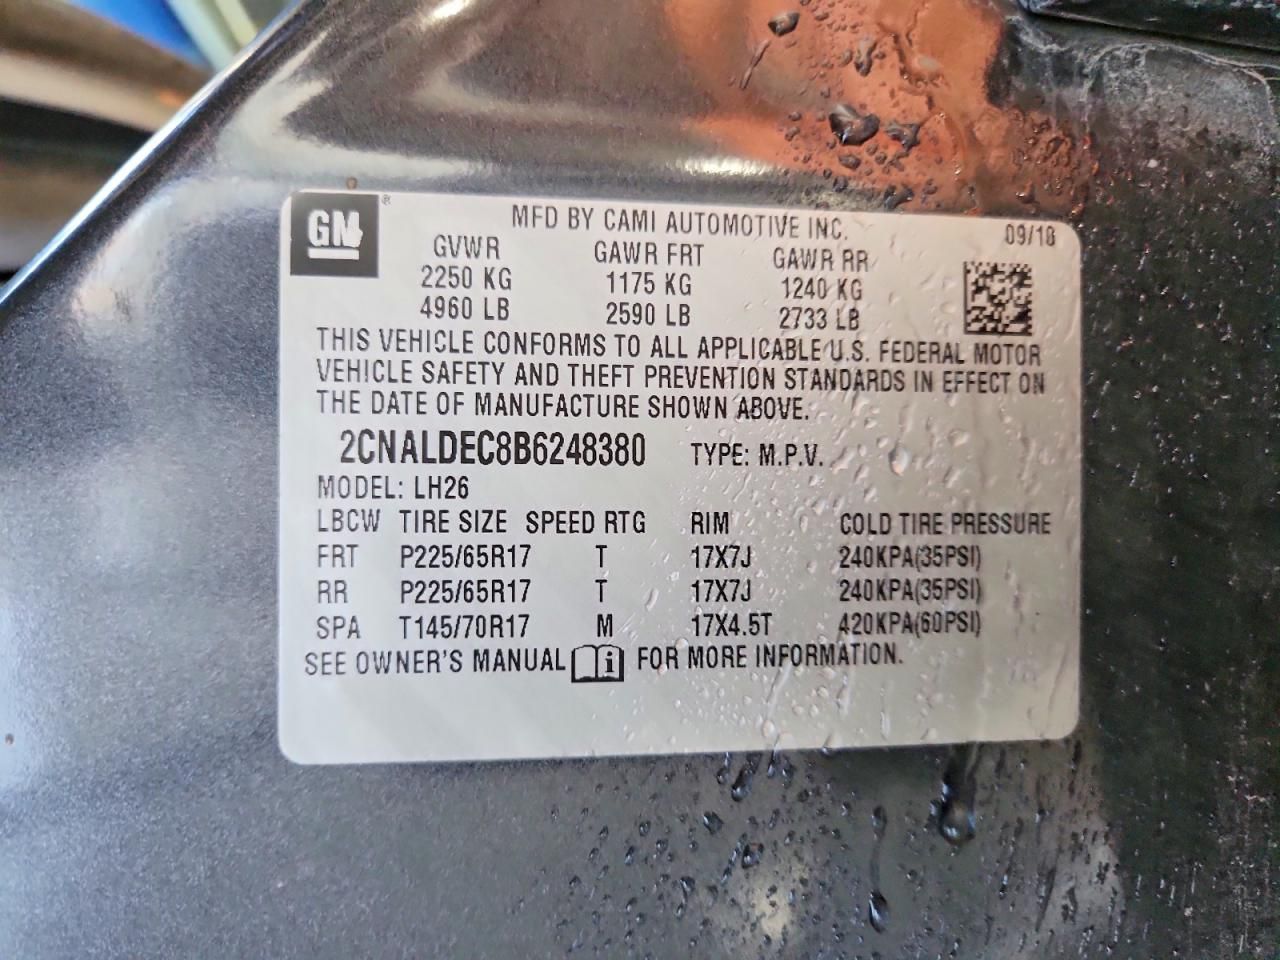 GM ®
MFD BY CAMI AUTOMOTIVE INC. 09/18
GVWR GAWR FRT GAWR RR
2250 KG 1175 KG 1240 KG
4960 LB 2590 LB 2733 LB
THIS VEHICLE CONFORMS TO ALL APPLICABLE U.S. FEDERAL MOTOR
VEHICLE SAFETY AND THEFT PREVENTION STANDARDS IN EFFECT ON
THE DATE OF MANUFACTURE SHOWN ABOVE.
2CNALDEC8B6248380 TYPE: M.P.V.
MODEL: LH26
LBCW TIRE SIZE SPEED RTG RIM COLD TIRE PRESSURE
FRT P225/65R17 T 17X7J 240KPA(35PSI)
RR P225/65R17 T 17X7J 240KPA(35PSI)
SPA T145/70R17 M 17X4.5T 420KPA(60PSI)
SEE OWNER'S MANUAL i FOR MORE INFORMATION.